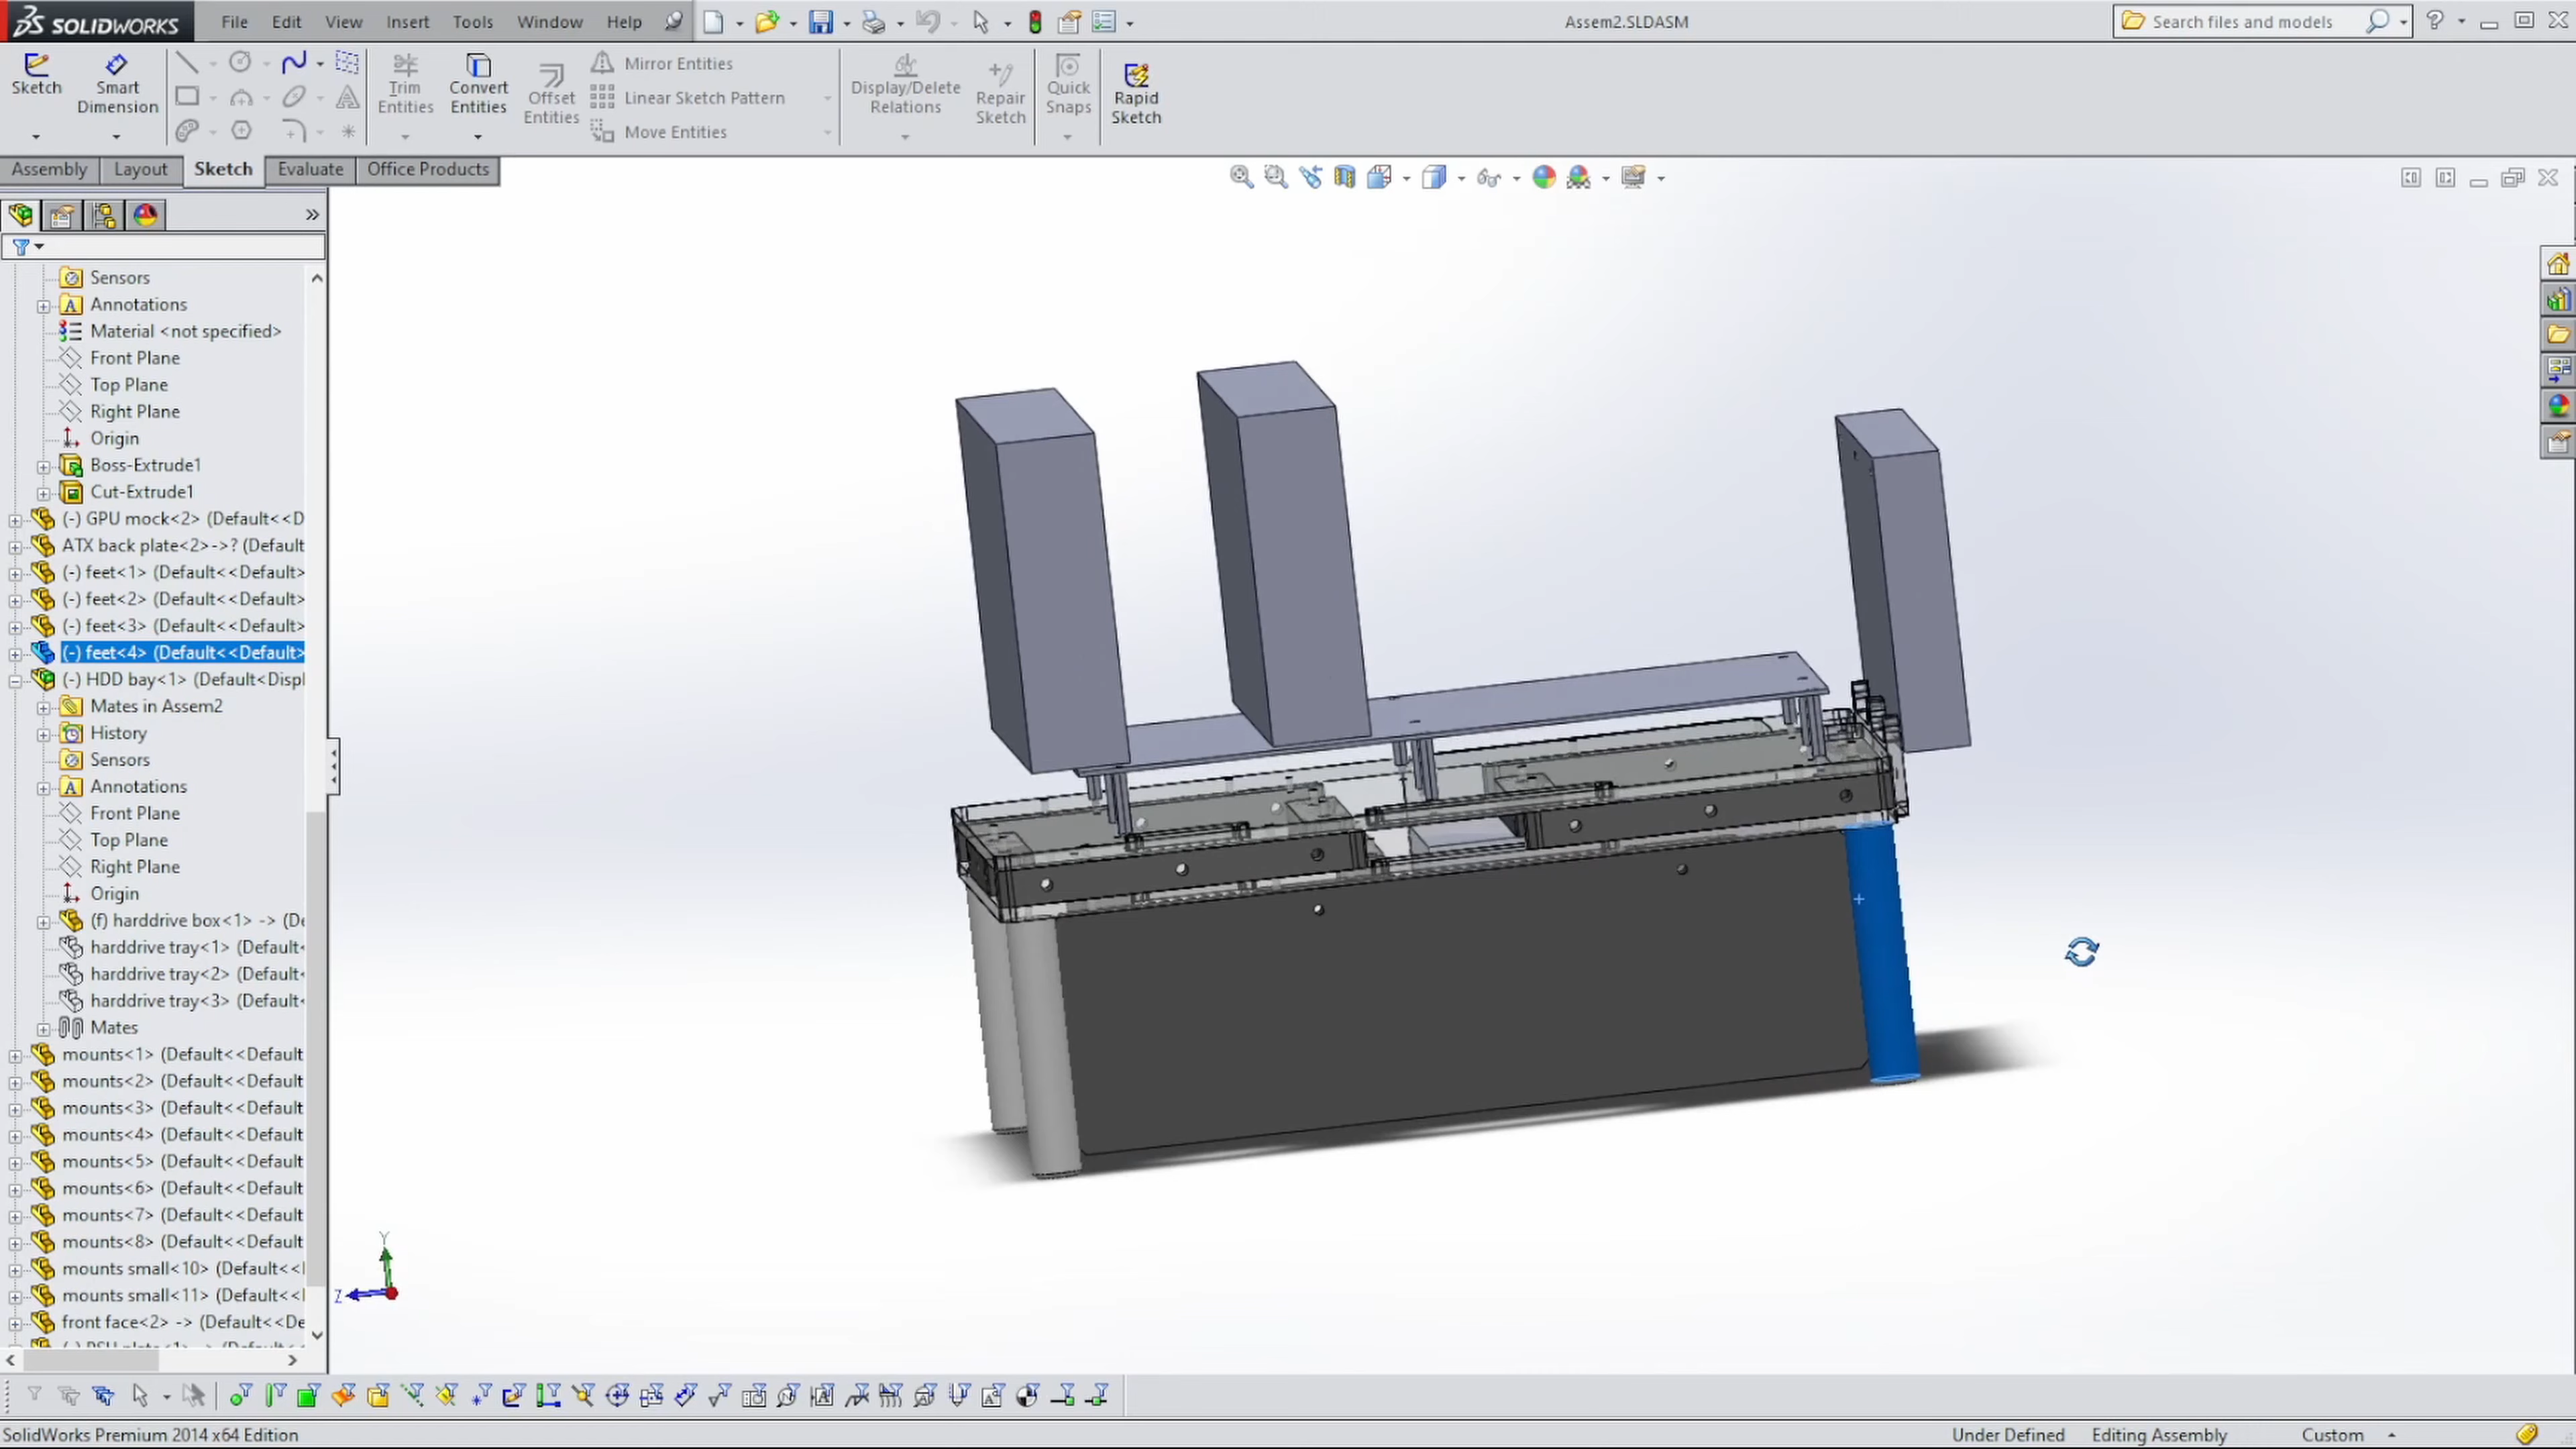 SOLIDWORKS File Edit View Insert Tools Window Help Assem2.SLDASM Search files and models
Sketch Smart Dimension Trim Entities Convert Entities Offset Entities Mirror Entities Linear Sketch Pattern Move Entities Display/Delete Relations Repair Sketch Quick Snaps Rapid Sketch
Assembly Layout Sketch Evaluate Office Products
Sensors
Annotations
Material <not specified>
Front Plane
Top Plane
Right Plane
Origin
Boss-Extrude1
Cut-Extrude1
(-) GPU mock<2> (Default<<D
ATX back plate<2>->? (Default
(-) feet<1> (Default<<Default>
(-) feet<2> (Default<<Default>
(-) feet<3> (Default<<Default>
(-) feet<4> (Default<<Default>
(-) HDD bay<1> (Default<Displ
Mates in Assem2
History
Sensors
Annotations
Front Plane
Top Plane
Right Plane
Origin
(f) harddrive box<1> -> (De
harddrive tray<1> (Default<
harddrive tray<2> (Default<
harddrive tray<3> (Default<
Mates
mounts<1> (Default<<Default
mounts<2> (Default<<Default
mounts<3> (Default<<Default
mounts<4> (Default<<Default
mounts<5> (Default<<Default
mounts<6> (Default<<Default
mounts<7> (Default<<Default
mounts<8> (Default<<Default
mounts small<10> (Default<<
mounts small<11> (Default<<
front face<2> -> (Default<<De
Y
Z
SolidWorks Premium 2014 x64 Edition Under Defined Editing Assembly Custom